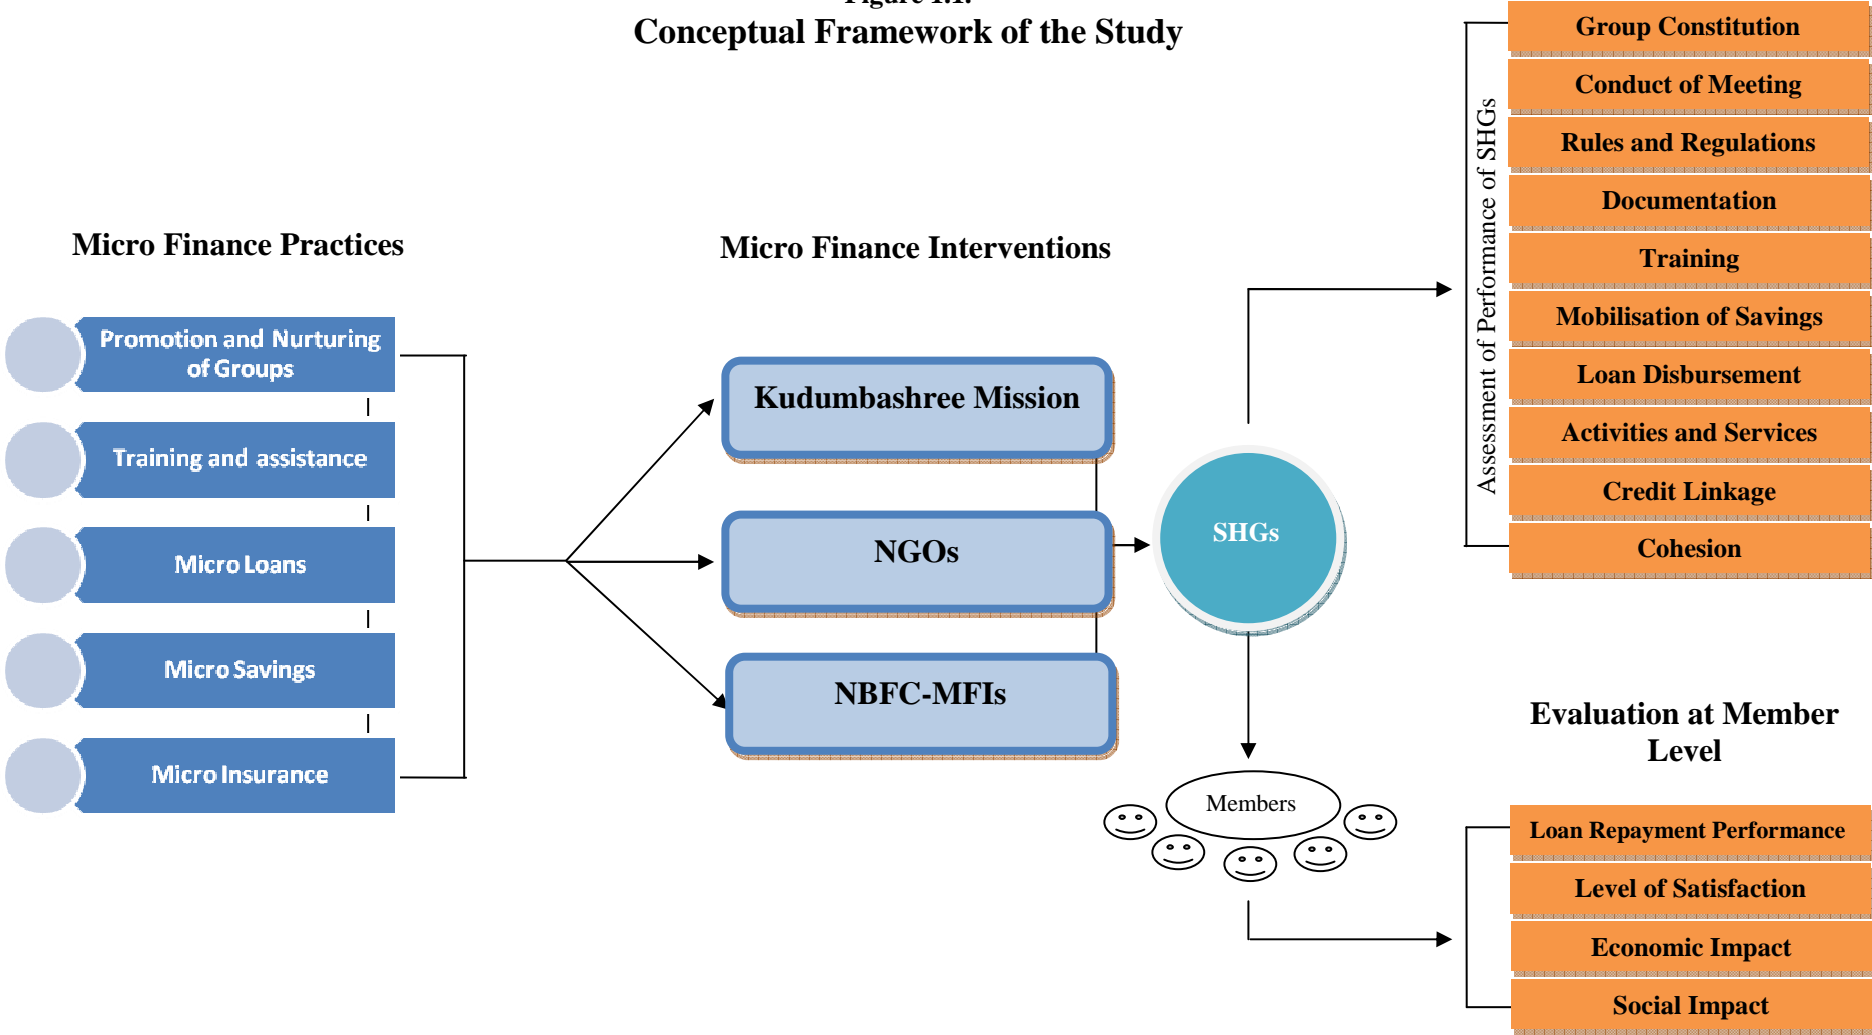 Figure 1.1.
Conceptual Framework of the Study
Micro Finance Practices
Promotion and Nurturing
of Groups
Training and assistance
Micro Loans
Micro Savings
Micro Insurance
Micro Finance Interventions
Kudumbashree Mission
NGOs
NBFC-MFIs
SHGs
Members
Assessment of Performance of SHGs
Group Constitution
Conduct of Meeting
Rules and Regulations
Documentation
Training
Mobilisation of Savings
Loan Disbursement
Activities and Services
Credit Linkage
Cohesion
Evaluation at Member
Level
Loan Repayment Performance
Level of Satisfaction
Economic Impact
Social Impact